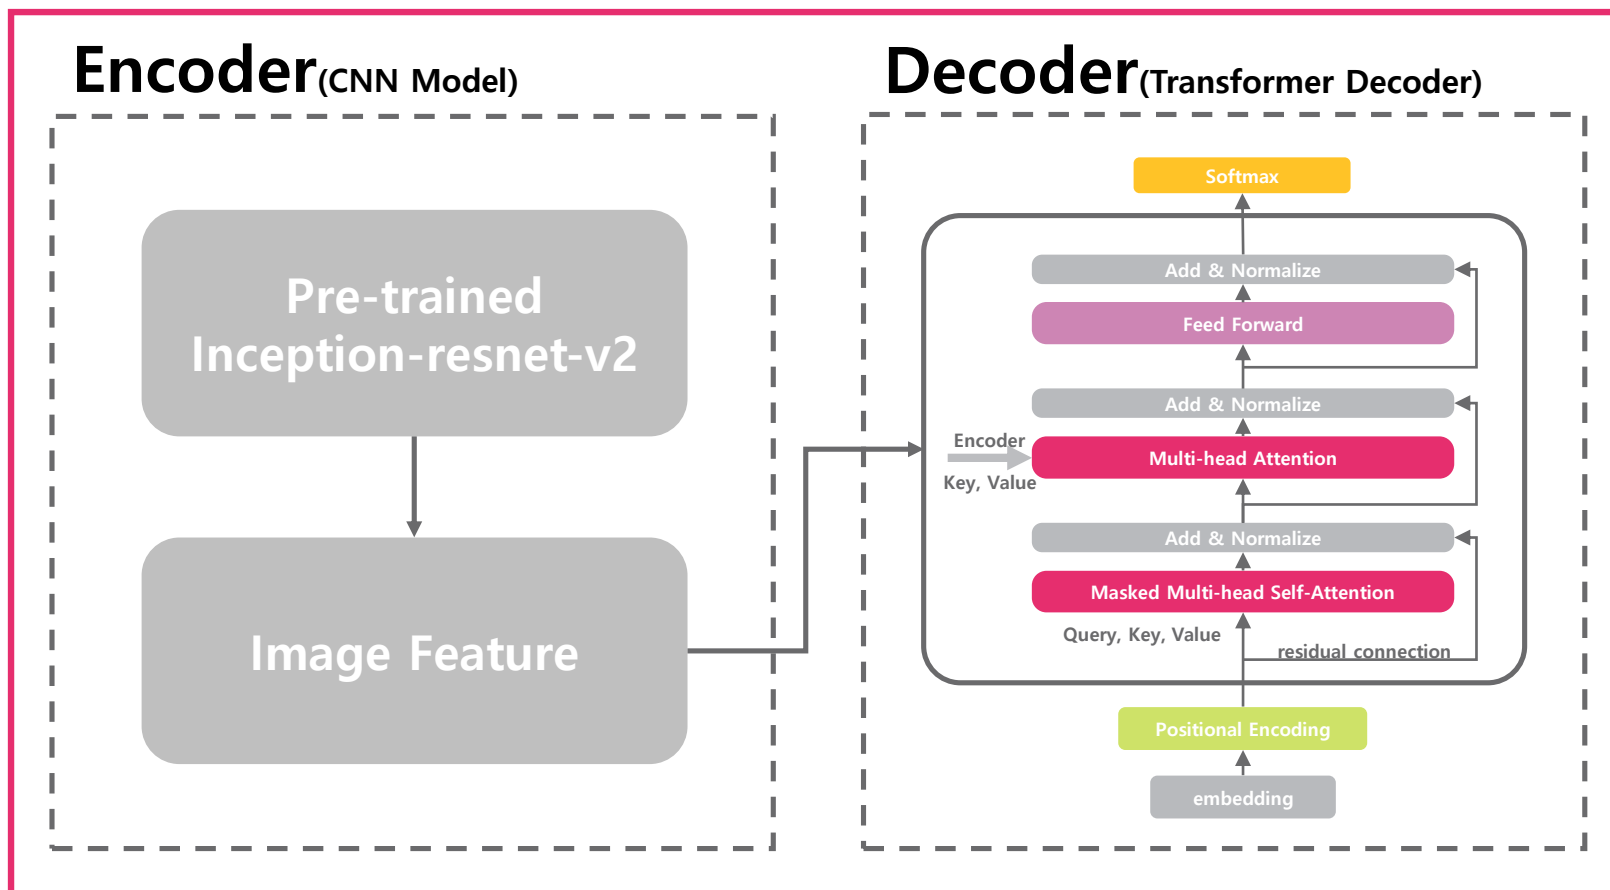 Encoder(CNN Model)
Pre-trained
Inception-resnet-v2
Image Feature
Decoder(Transformer Decoder)
Softmax
Add & Normalize
Feed Forward
Add & Normalize
Encoder
Multi-head Attention
Key, Value
Add & Normalize
Masked Multi-head Self-Attention
Query, Key, Value
residual connection
Positional Encoding
embedding